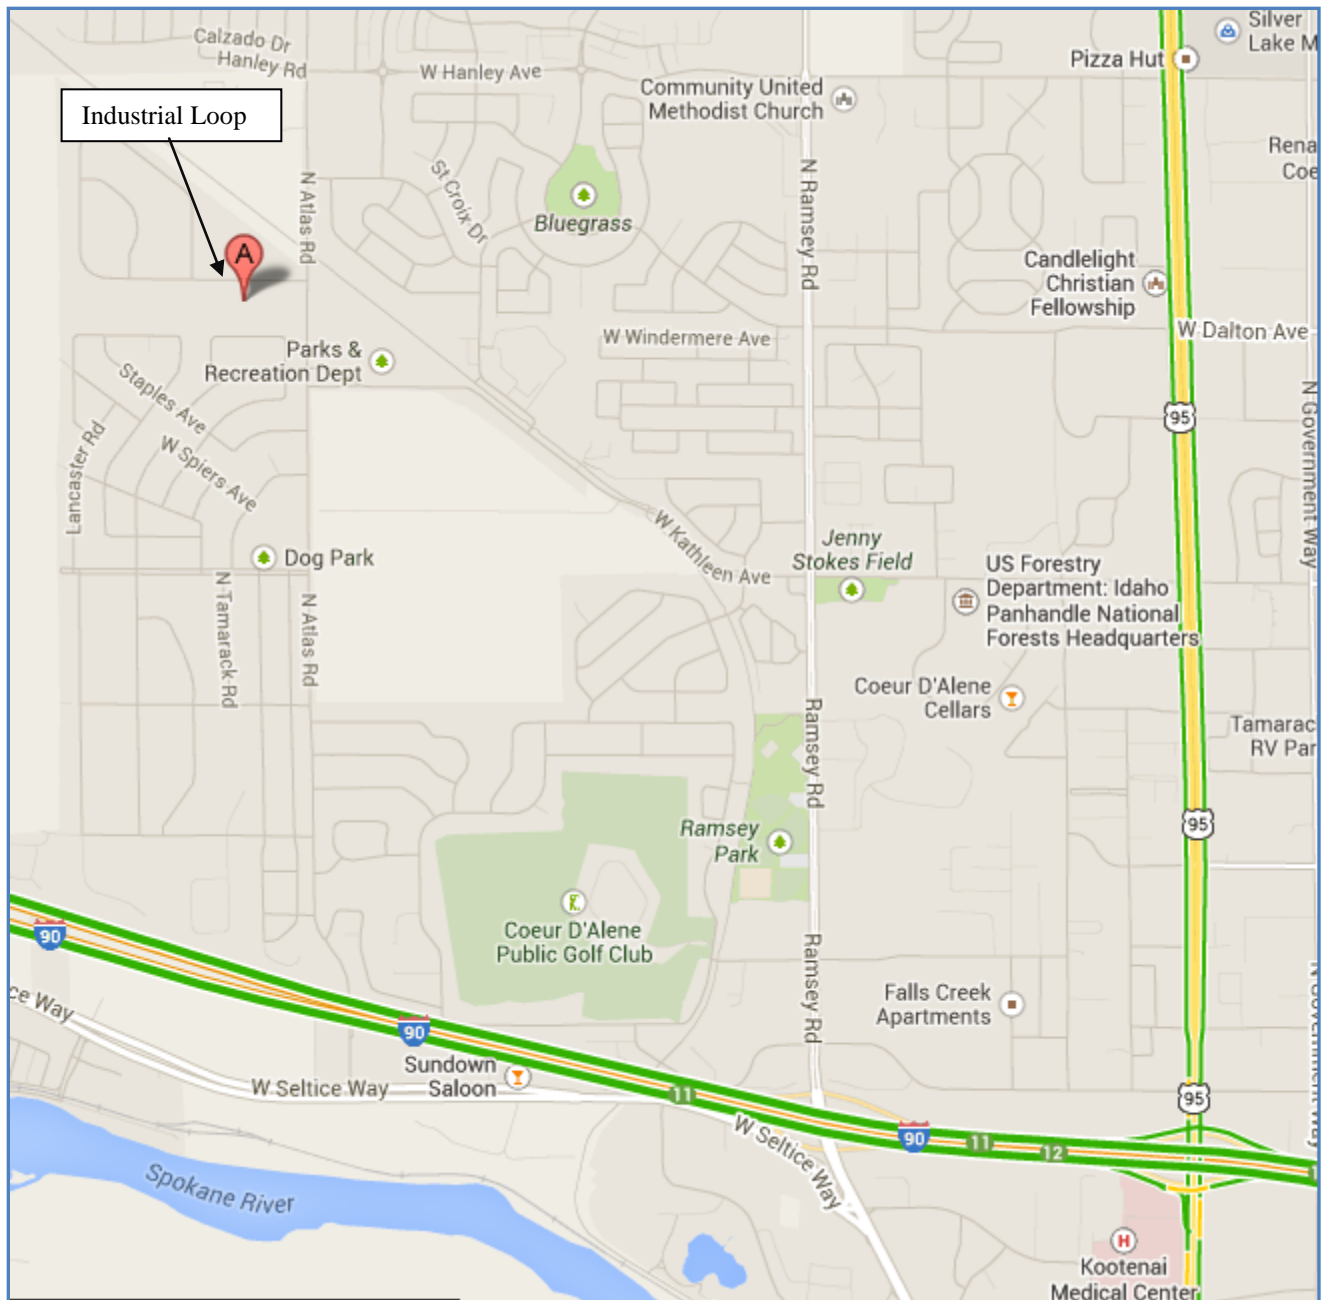 Silver
Lake M
Calzado Dr
Hanley Rd
W Hanley Ave
Pizza Hut
Community United
Methodist Church
Industrial Loop
Rena
Coe
N Atlas Rd
St Croix Dr
N Ramsey Rd
Bluegrass
A
Candlelight
Christian
Fellowship
W Dalton Ave
W Windermere Ave
Parks &
Recreation Dept
Staples Ave
95
N Government Way
Lancaster Rd
W Spiers Ave
W Kathleen Ave
Jenny
Stokes Field
Dog Park
US Forestry
Department: Idaho
Panhandle National
Forests Headquarters
N Tamarack Rd
N Atlas Rd
Coeur D'Alene
Cellars
Ramsey Rd
Tamarac
RV Par
95
Ramsey
Park
90
Coeur D'Alene
Public Golf Club
Ramsey Rd
ce Way
Falls Creek
Apartments
N Government Way
90
Sundown
Saloon
W Seltice Way
11
95
W Seltice Way
90
11
12
1
Spokane River
H
Kootenai
Medical Center